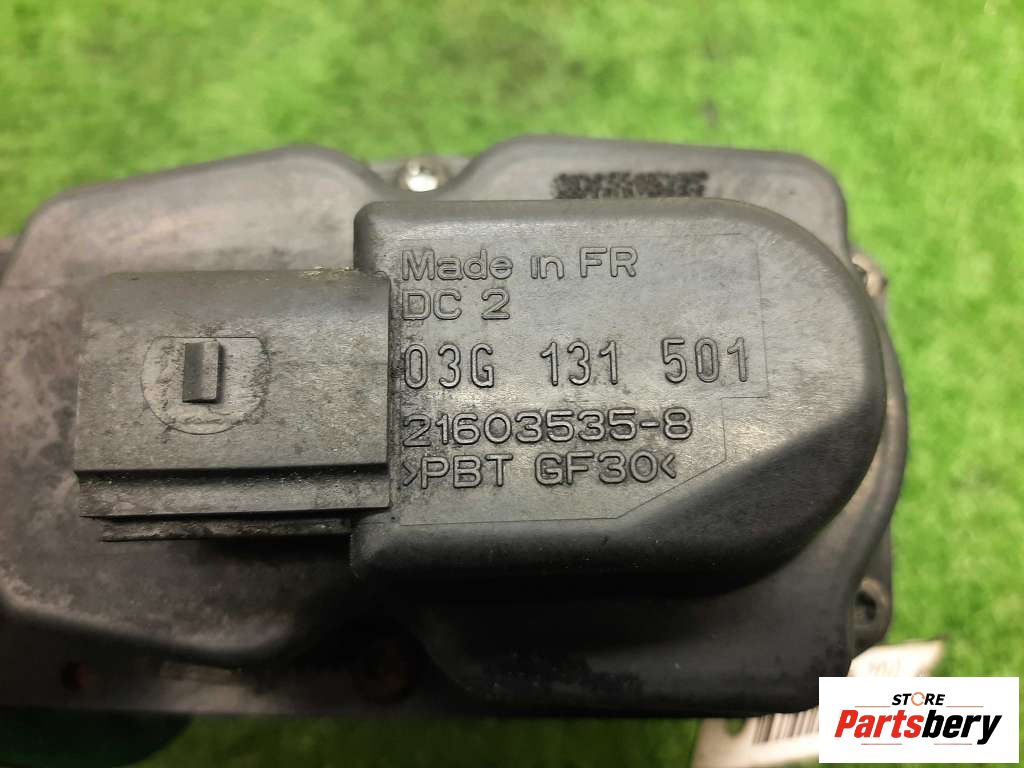 Made in FR
DC 2
03G 131 501
21603535-8
>PBT GF30<
STORE
Partsbery